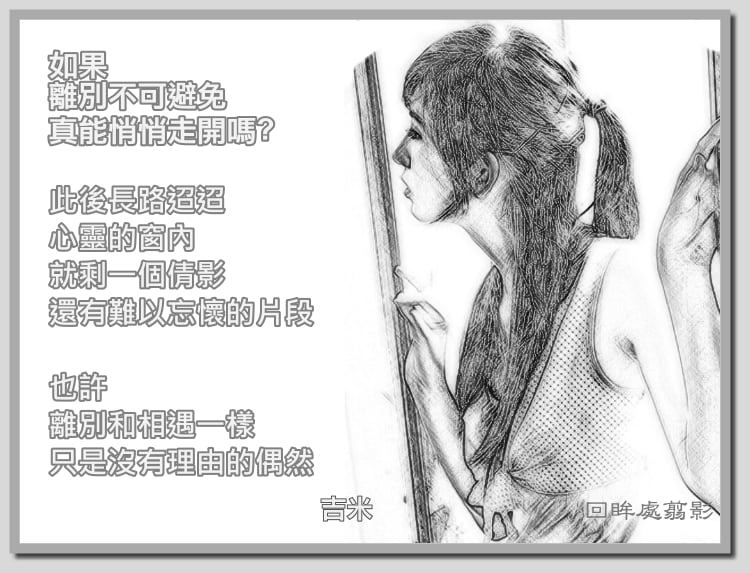 如果
離別不可避免
真能悄悄走開嗎?
此後長路迢迢
心靈的窗內
就剩一個倩影
還有難以忘懷的片段
也許
離別和相遇一樣
只是沒有理由的偶然
吉米
回眸處翦影